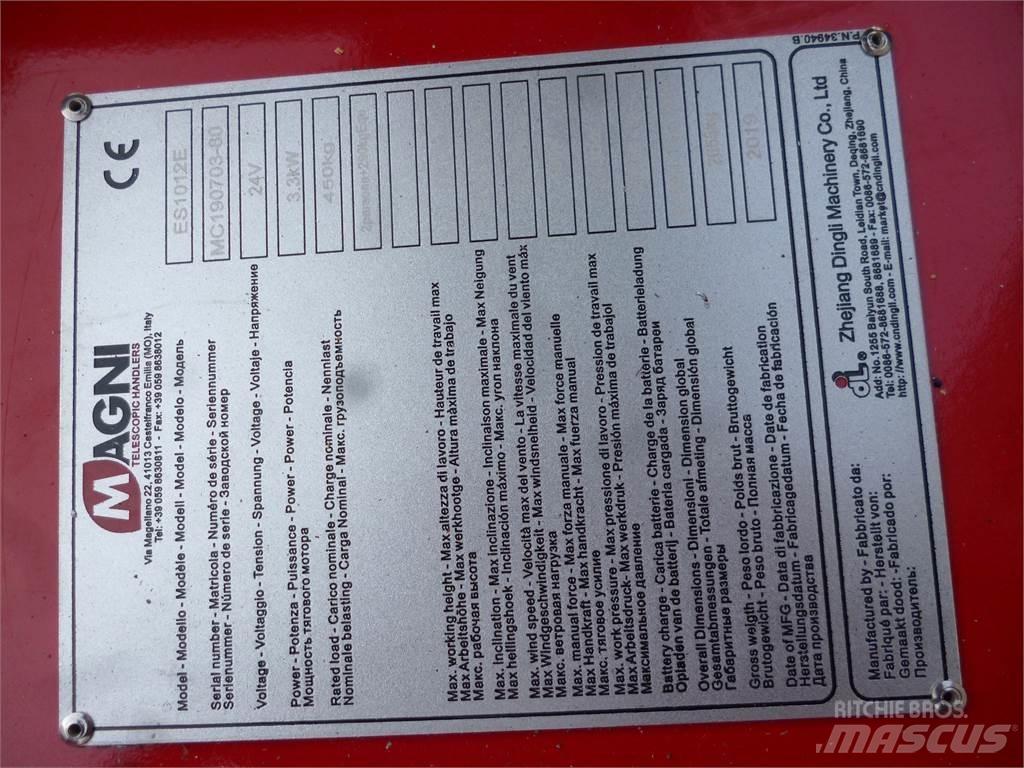 MAGNI
TELESCOPIC HANDLERS
Via Magellano 22, 41013 Castelfranco Emilia (MO), Italy
Tel: +39 059 8630811 - Fax: +39 059 8638012
CE
Model - Modello - Modèle - Modell - Model - Modelo - Модель
ES1012E
Serial number - Matricola - Numéro de série - Seriennummer
Serienummer - Número de serie - Заводской номер
MC190703-80
Voltage - Voltaggio - Tension - Spannung - Voltage - Voltaje - Напряжение
24V
Power - Potenza - Puissance - Power - Power - Potencia
Мощность тягового мотора
3.3kW
Rated load - Carico nominale - Charge nominale - Nennlast
Nominale belasting - Carga Nominal - Макс. грузоподъемность
450kg
Max. working height - Max.altezza di lavoro - Hauteur de travail max
Max Arbeitshöhe - Max werkhootge - Altura màxima de trabajo
Макс. рабочая высота
Max. Inclination - Max Inclinazione - Inclinaison maximale - Max Neigung
Max hellingshoek - Inclinación máximo - Макс. угол наклона
Max. wind speed - Velocità max del vento - La vitesse maximale du vent
Max Windgeschwindigkeit - Max windsnelheid - Velocidad del viento máx
Макс. ветровая нагрузка
Max. manual force - Max forza manuale - Max force manuelle
Max Handkraft - Max handkracht - Max fuerza manual
Макс. тяговое усилие
Max. work pressure - Max pressione di lavoro - Pression de travail max
Max Arbeitsdruck- Max werkdruk - Presión máxima de trabajol
Максимальное давление
Battery charge - Carica batterie - Charge de la batterie - Batterieladung
Opladen van de batterij - Bateria cargada - Заряд батареи
Overall Dimensions - Dimensioni - Dimension global
Gesamtabmessungen - Totale afmeting - Dimensión global
Габаритные размеры
Gross weigth - Peso lordo - Poids brut - Bruttogewicht
Brutogewicht - Peso bruto - Полная масса
Date of MFG - Data di fabbricazione - Date de fabrication
Herstellungsdatum - Fabricagedatum - Fecha de fabricación
Дата производства
2019
Manufactured by - Fabbricato da:
Fabriqué par: - Herstellt von:
Gemaakt dood: -Fabricado por:
Производитель:
dL® Zhejiang Dingli Machinery Co., Ltd
Add: No.1255 Baiyun South Road, Leidian Town, Deqing, Zhejiang, China
Tel: 0086-572-8681688, 8681689 - Fax: 0086-572-8681690
http://www.cndingli.com - E-mail: market@cndingli.com
P.N.34940.B
RITCHIE BROS.
MASCUS